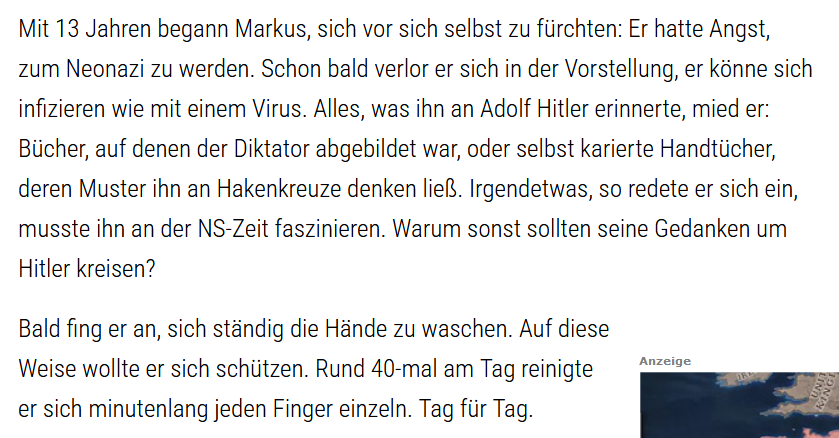 Mit 13 Jahren begann Markus, sich vor sich selbst zu fürchten: Er hatte Angst,
zum Neonazi zu werden. Schon bald verlor er sich in der Vorstellung, er könne sich
infizieren wie mit einem Virus. Alles, was ihn an Adolf Hitler erinnerte, mied er:
Bücher, auf denen der Diktator abgebildet war, oder selbst karierte Handtücher,
deren Muster ihn an Hakenkreuze denken ließ. Irgendetwas, so redete er sich ein,
musste ihn an der NS-Zeit faszinieren. Warum sonst sollten seine Gedanken um
Hitler kreisen?
Bald fing er an, sich ständig die Hände zu waschen. Auf diese
Weise wollte er sich schützen. Rund 40-mal am Tag reinigte
er sich minutenlang jeden Finger einzeln. Tag für Tag.
Anzeige